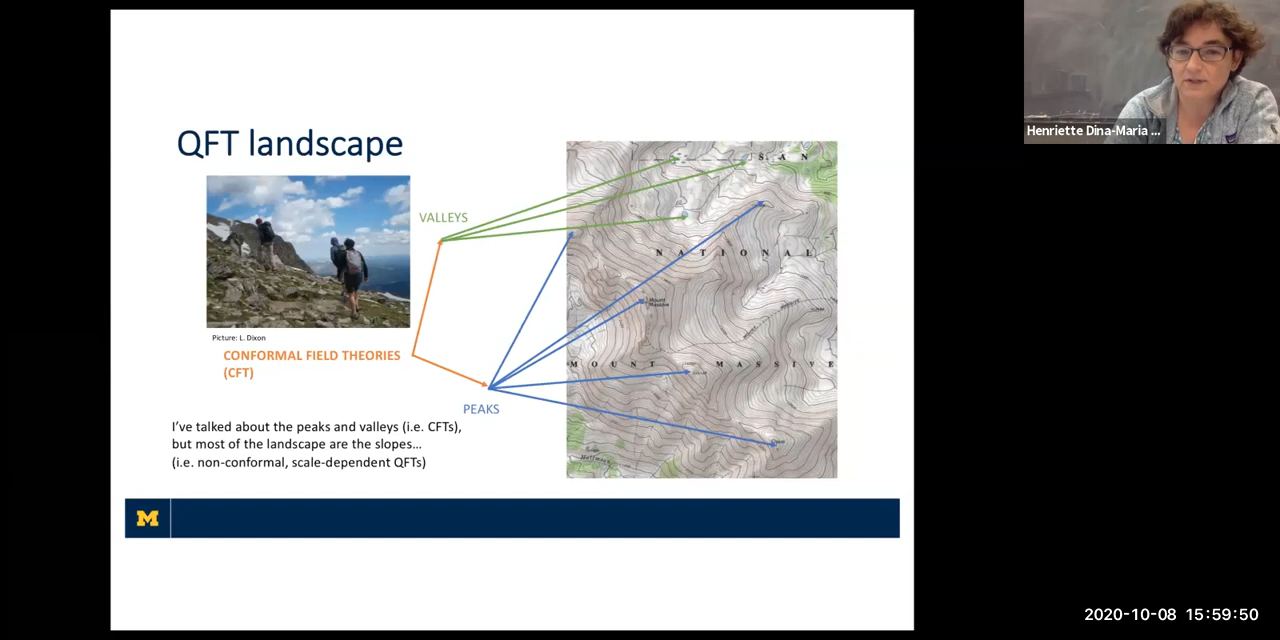 Henriette Dina-Maria ...
QFT landscape
VALLEYS
Picture: L. Dixon
CONFORMAL FIELD THEORIES
(CFT)
PEAKS
I've talked about the peaks and valleys (i.e. CFTs),
but most of the landscape are the slopes...
(i.e. non-conformal, scale-dependent QFTs)
S A N
N A T I O N A L
Mount
Massive
M O U N T M A S S I V E
M
2020-10-08 15:59:50